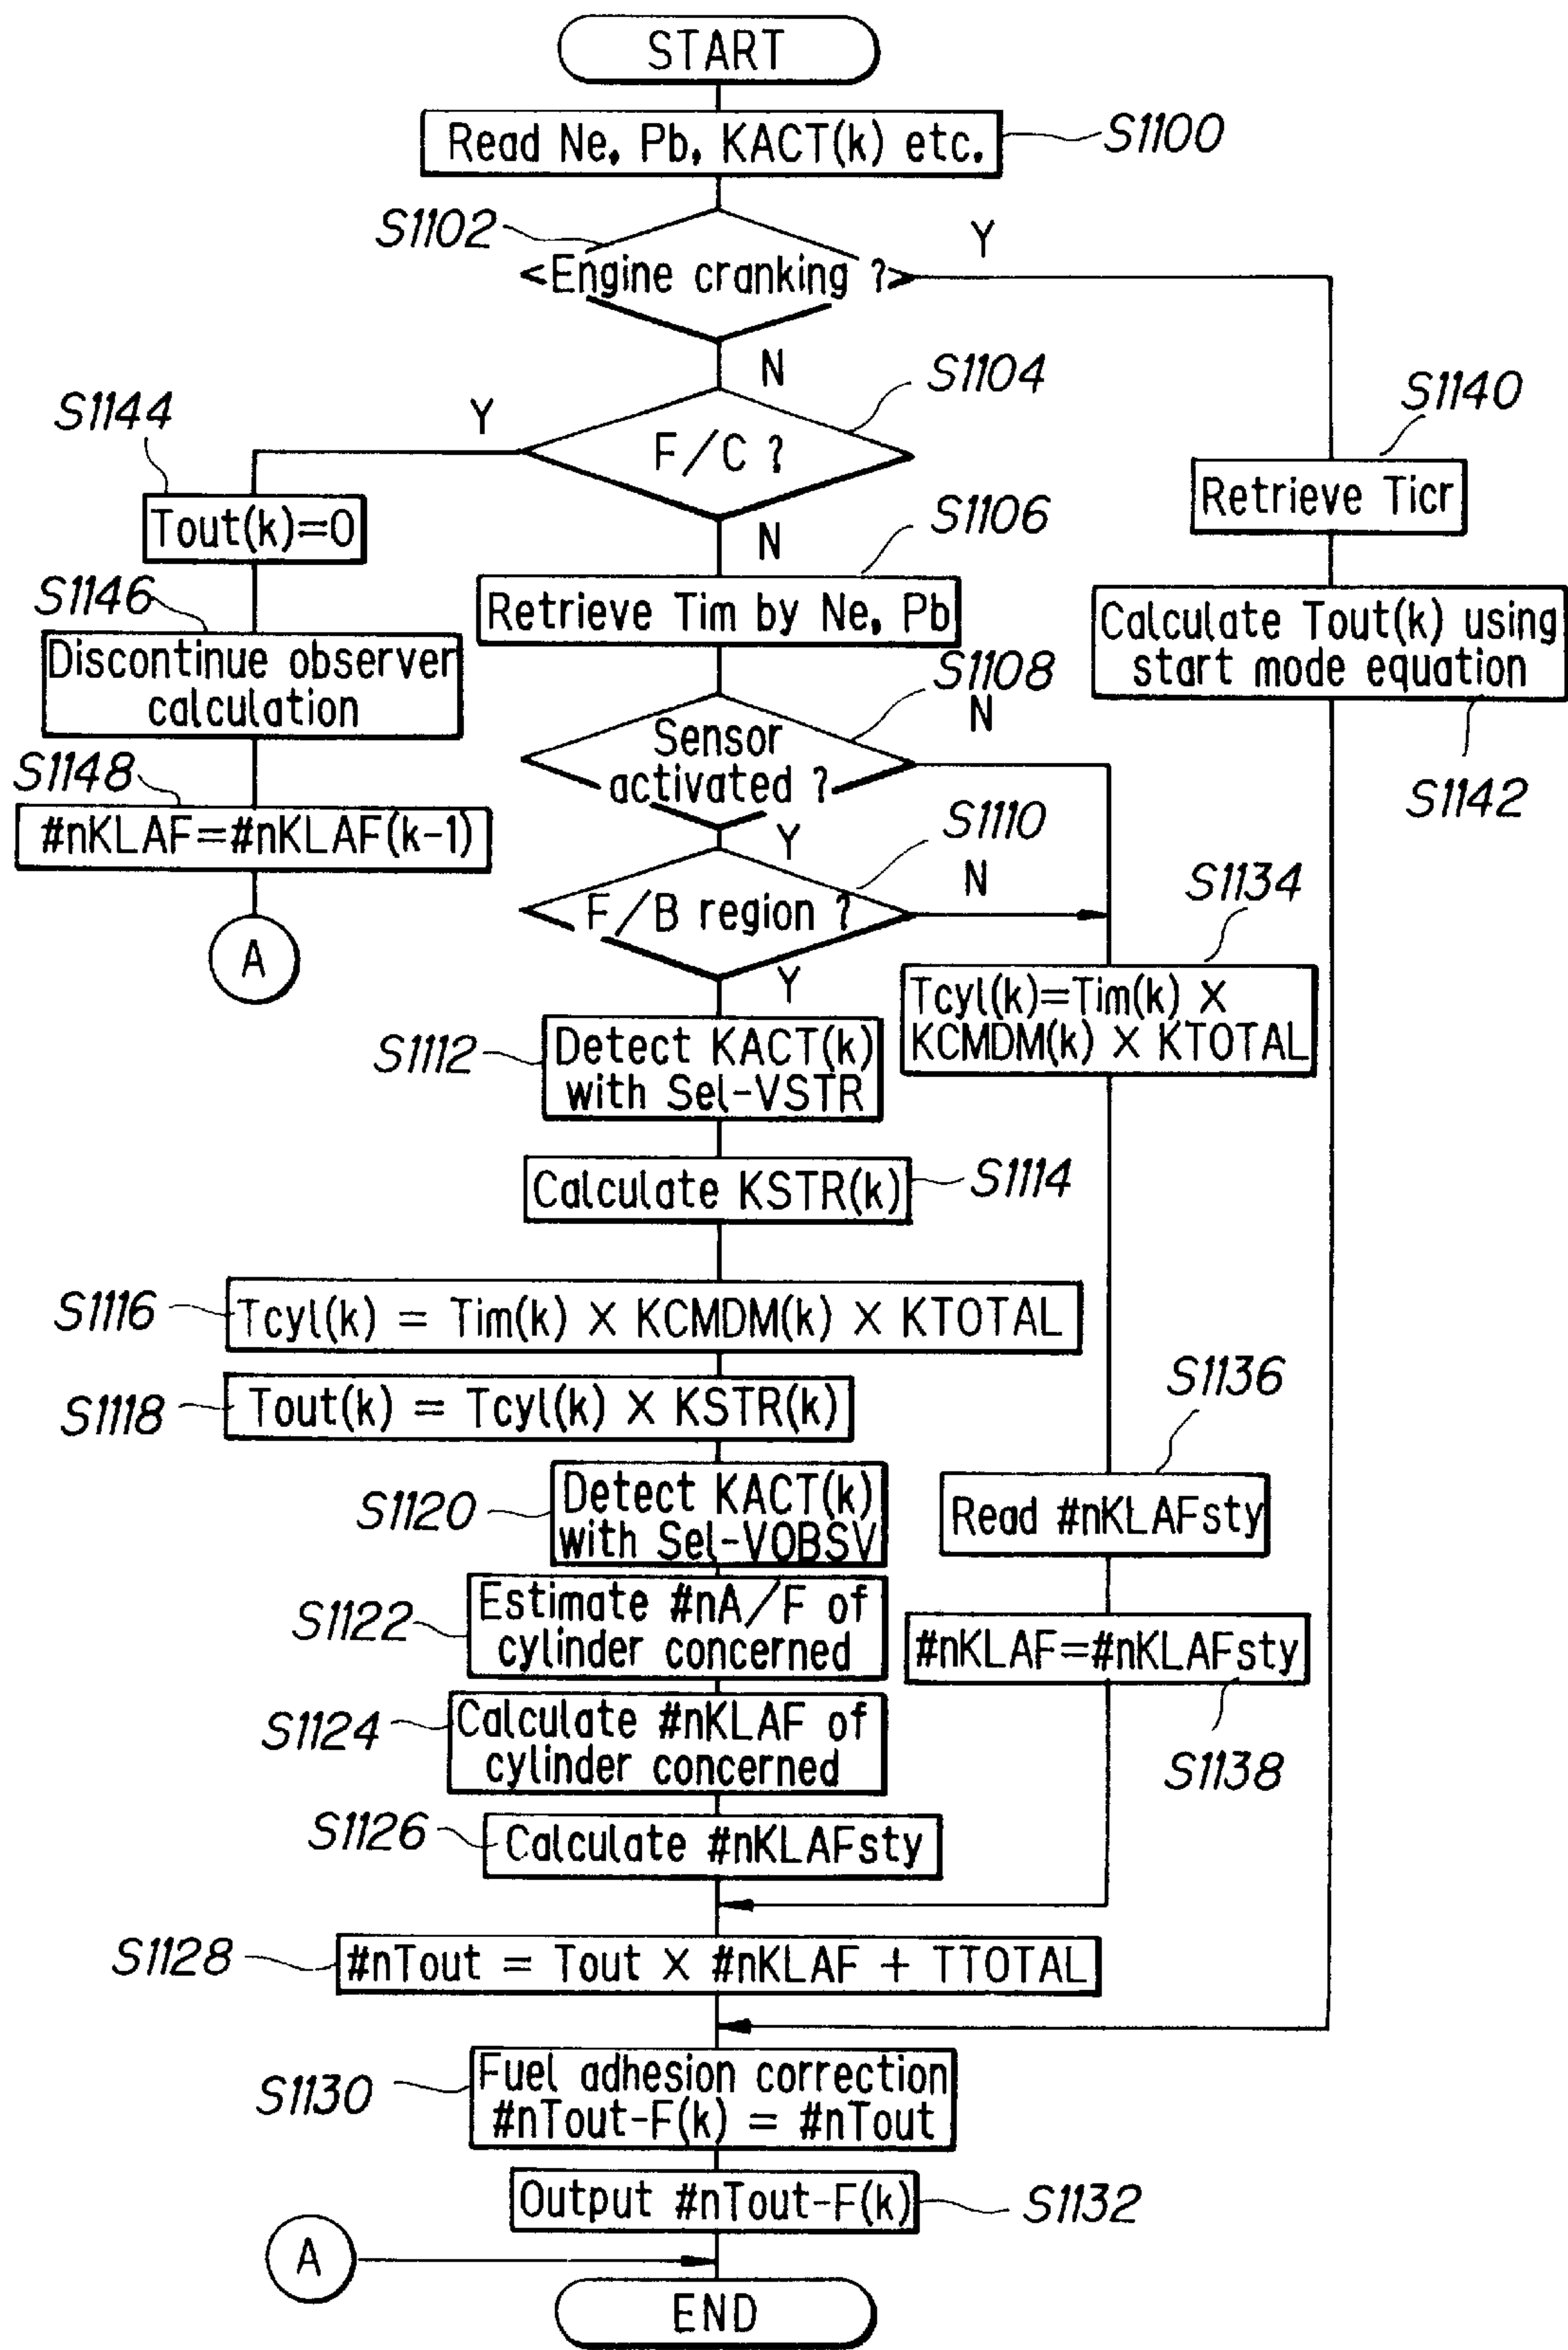 START
Read Ne, Pb, KACT(k) etc.
S1100
S1102
<Engine cranking ?>
Y
N
S1104
S1144
Y
F/C ?
S1140
Retrieve Ticr
Tout(k)=0
N
S1106
S1146
Retrieve Tim by Ne, Pb
Calculate Tout(k) using
start mode equation
Discontinue observer
calculation
S1108
N
Sensor
activated ?
S1142
S1148
#nKLAF=#nKLAF(k-1)
Y
S1110
N
F/B region ?
S1134
A
Y
Tcyl(k)=Tim(k) ×
KCMDM(k) × KTOTAL
S1112
Detect KACT(k)
with Sel-VSTR
Calculate KSTR(k)
S1114
S1116
Tcyl(k) = Tim(k) × KCMDM(k) × KTOTAL
S1118
Tout(k) = Tcyl(k) × KSTR(k)
S1136
S1120
Detect KACT(k)
with Sel-VOBSV
Read #nKLAFsty
S1122
Estimate #nA/F of
cylinder concerned
#nKLAF=#nKLAFsty
S1124
Calculate #nKLAF of
cylinder concerned
S1138
S1126
Calculate #nKLAFsty
S1128
#nTout = Tout × #nKLAF + TTOTAL
S1130
Fuel adhesion correction
#nTout-F(k) = #nTout
Output #nTout-F(k)
S1132
A
END